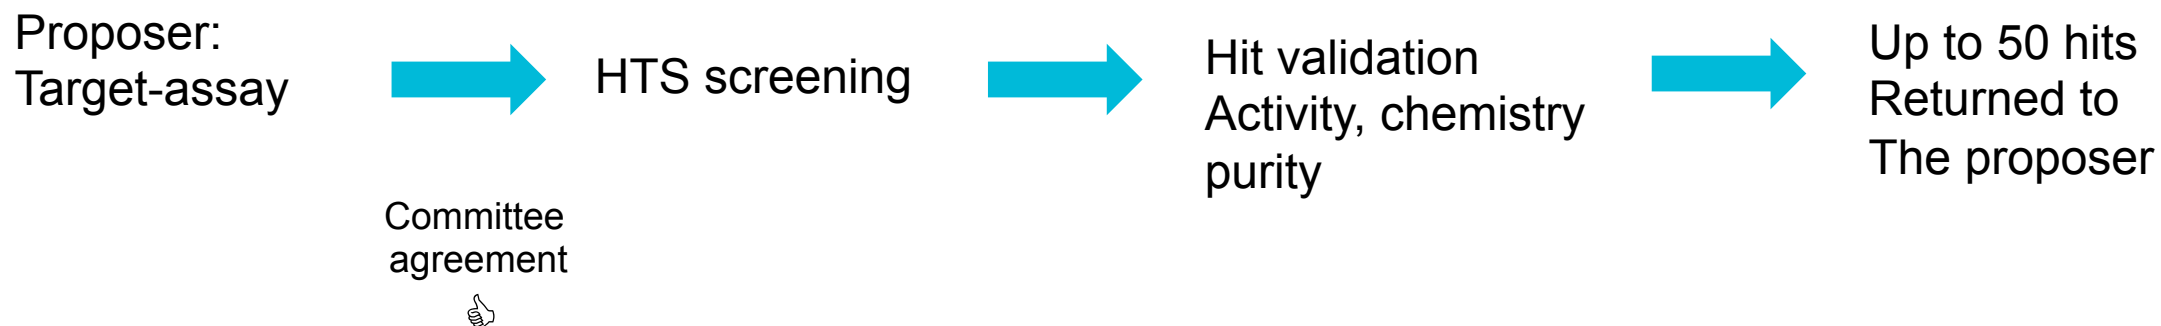 Proposer:
Target-assay
Committee
agreement
👍
HTS screening
Hit validation
Activity, chemistry
purity
Up to 50 hits
Returned to
The proposer